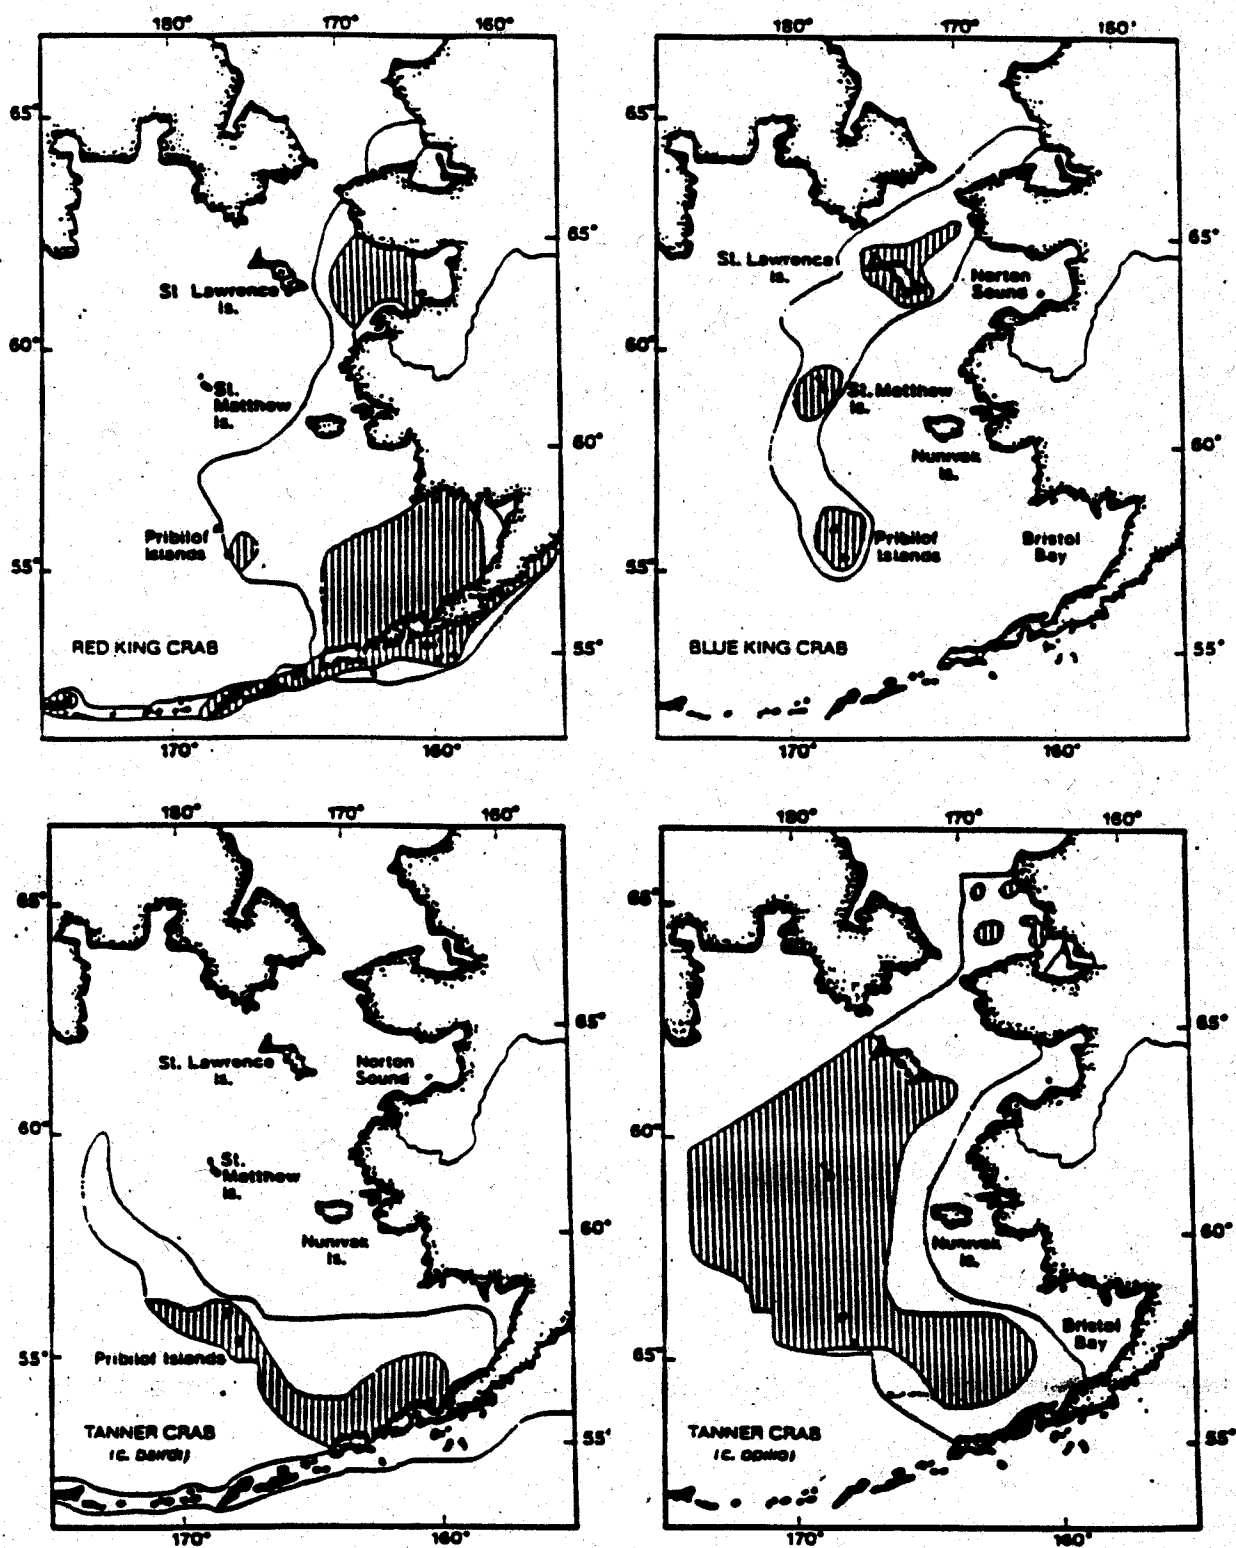 180° 170° 160°
65°
65°
St Lawrence
Is.
60°
St.
Matthew
Is.
60°
Pribilof
Islands
55°
RED KING CRAB
55°
170° 160°
180° 170° 160°
65°
65°
St. Lawrence
Is.
Norton
Sound
60°
St. Matthew
Is.
60°
Nunivak
Is.
Pribilof
Islands
Bristol
Bay
55°
BLUE KING CRAB
55°
170° 160°
180° 170° 160°
65°
65°
St. Lawrence
Is.
Norton
Sound
60°
St.
Matthew
Is.
60°
Nunivak
Is.
55°
Pribilof Islands
TANNER CRAB
(C. bairdi)
55°
170° 160°
180° 170° 160°
65°
65°
60°
60°
Nunivak
Is.
Bristol
Bay
65°
TANNER CRAB
(C. opilio)
55°
170° 160°